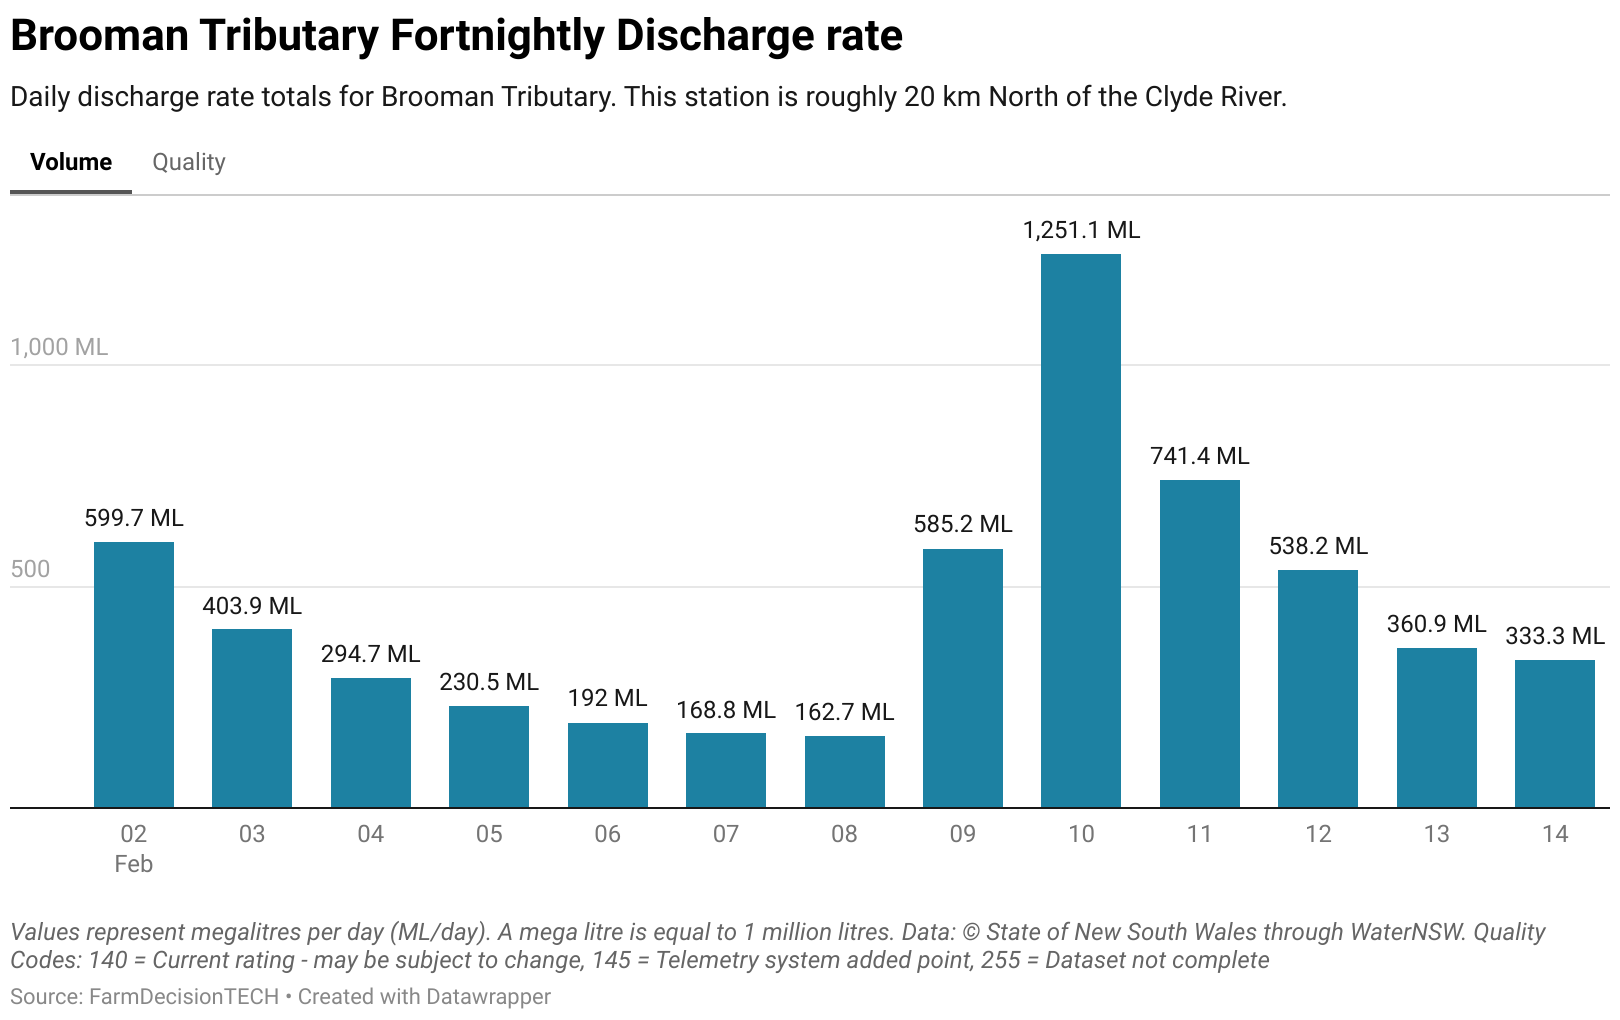 Brooman Tributary Fortnightly Discharge rate
Daily discharge rate totals for Brooman Tributary. This station is roughly 20 km North of the Clyde River.
Volume Quality
1,251.1 ML
1,000 ML
741.4 ML
599.7 ML
585.2 ML
538.2 ML
500
403.9 ML
360.9 ML
333.3 ML
294.7 ML
230.5 ML
192 ML
168.8 ML
162.7 ML
02 03 04 05 06 07 08 09 10 11 12 13 14
Feb
Values represent megalitres per day (ML/day). A mega litre is equal to 1 million litres. Data: © State of New South Wales through WaterNSW. Quality
Codes: 140 = Current rating - may be subject to change, 145 = Telemetry system added point, 255 = Dataset not complete
Source: FarmDecisionTECH • Created with Datawrapper